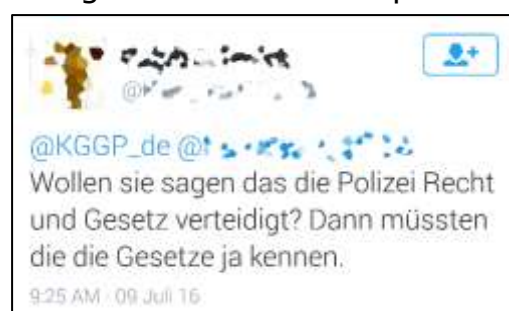 @KGGP_de
Wollen sie sagen das die Polizei Recht
und Gesetz verteidigt? Dann müssten
die die Gesetze ja kennen.
9:25 AM · 09 Juli 16